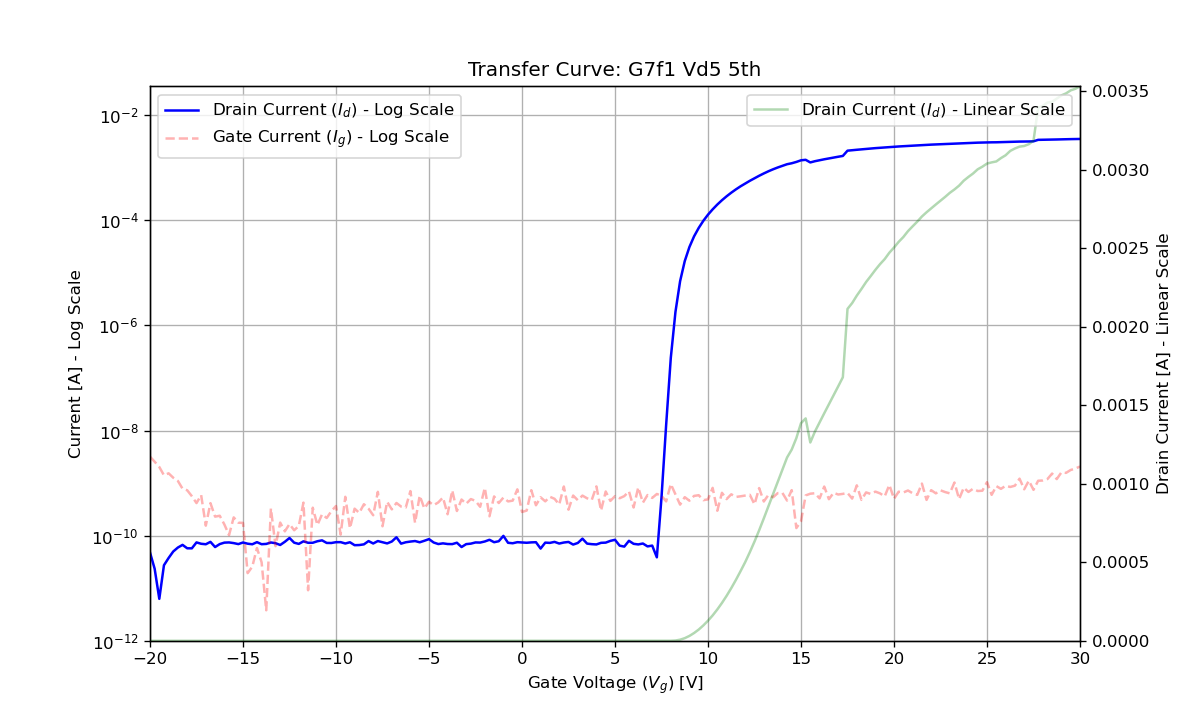 Transfer Curve: G7f1 Vd5 5th
Drain Current (I_d) - Log Scale
Gate Current (I_g) - Log Scale
Drain Current (I_d) - Linear Scale
Current [A] - Log Scale
10^−2
10^−4
10^−6
10^−8
10^−10
10^−12
Drain Current [A] - Linear Scale
0.0035
0.0030
0.0025
0.0020
0.0015
0.0010
0.0005
0.0000
−20 −15 −10 −5 0 5 10 15 20 25 30
Gate Voltage (V_g) [V]